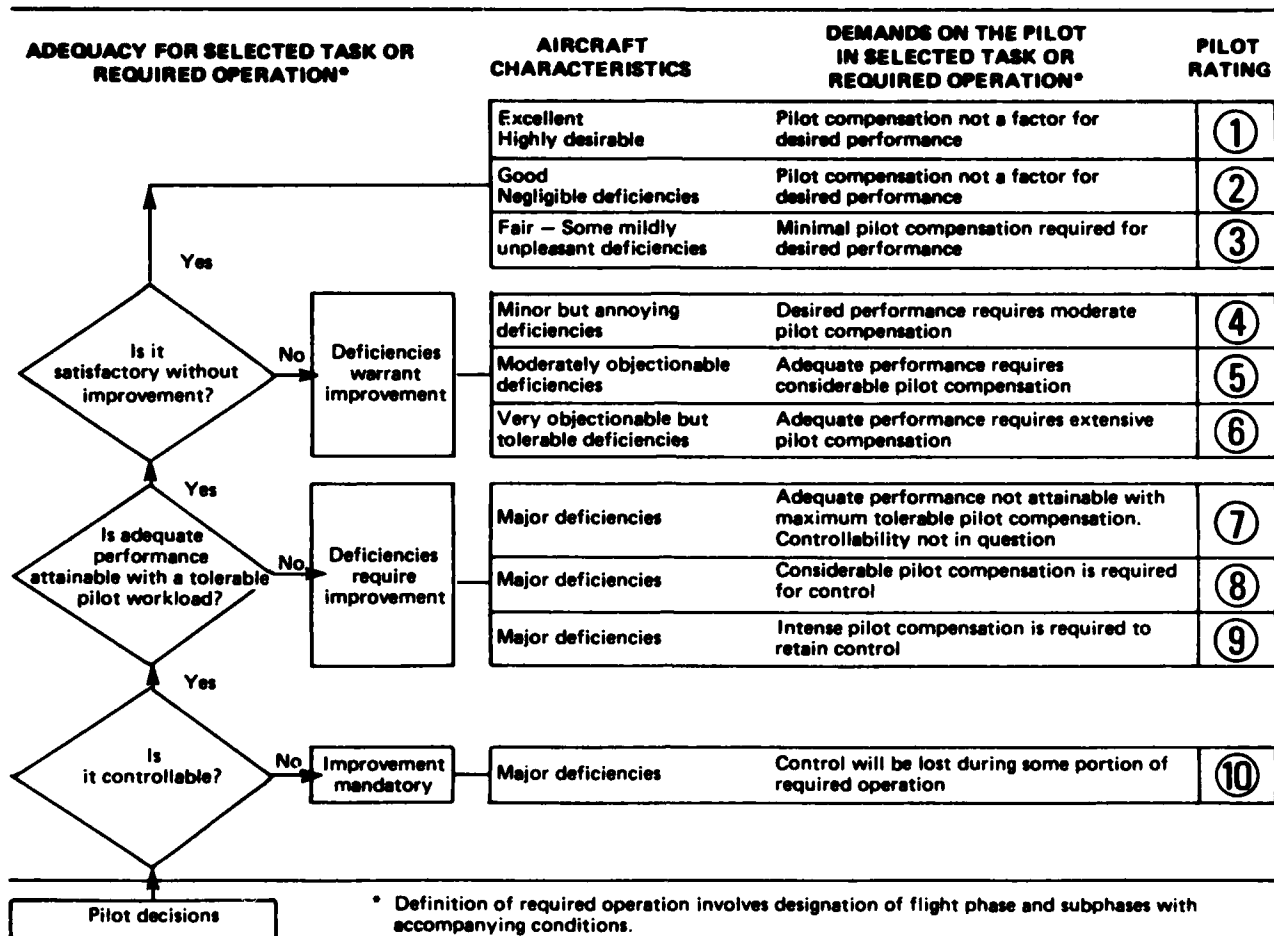 ADEQUACY FOR SELECTED TASK OR
REQUIRED OPERATION*
AIRCRAFT
CHARACTERISTICS
DEMANDS ON THE PILOT
IN SELECTED TASK OR
REQUIRED OPERATION*
PILOT
RATING
Excellent
Highly desirable
Pilot compensation not a factor for
desired performance
1
Good
Negligible deficiencies
Pilot compensation not a factor for
desired performance
2
Fair – Some mildly
unpleasant deficiencies
Minimal pilot compensation required for
desired performance
3
Yes
Is it
satisfactory without
improvement?
No
Deficiencies
warrant
improvement
Minor but annoying
deficiencies
Desired performance requires moderate
pilot compensation
4
Moderately objectionable
deficiencies
Adequate performance requires
considerable pilot compensation
5
Very objectionable but
tolerable deficiencies
Adequate performance requires extensive
pilot compensation
6
Yes
Is adequate
performance
attainable with a tolerable
pilot workload?
No
Deficiencies
require
improvement
Major deficiencies
Adequate performance not attainable with
maximum tolerable pilot compensation.
Controllability not in question
7
Major deficiencies
Considerable pilot compensation is required
for control
8
Major deficiencies
Intense pilot compensation is required to
retain control
9
Yes
Is
it controllable?
No
Improvement
mandatory
Major deficiencies
Control will be lost during some portion of
required operation
10
Pilot decisions
* Definition of required operation involves designation of flight phase and subphases with
accompanying conditions.